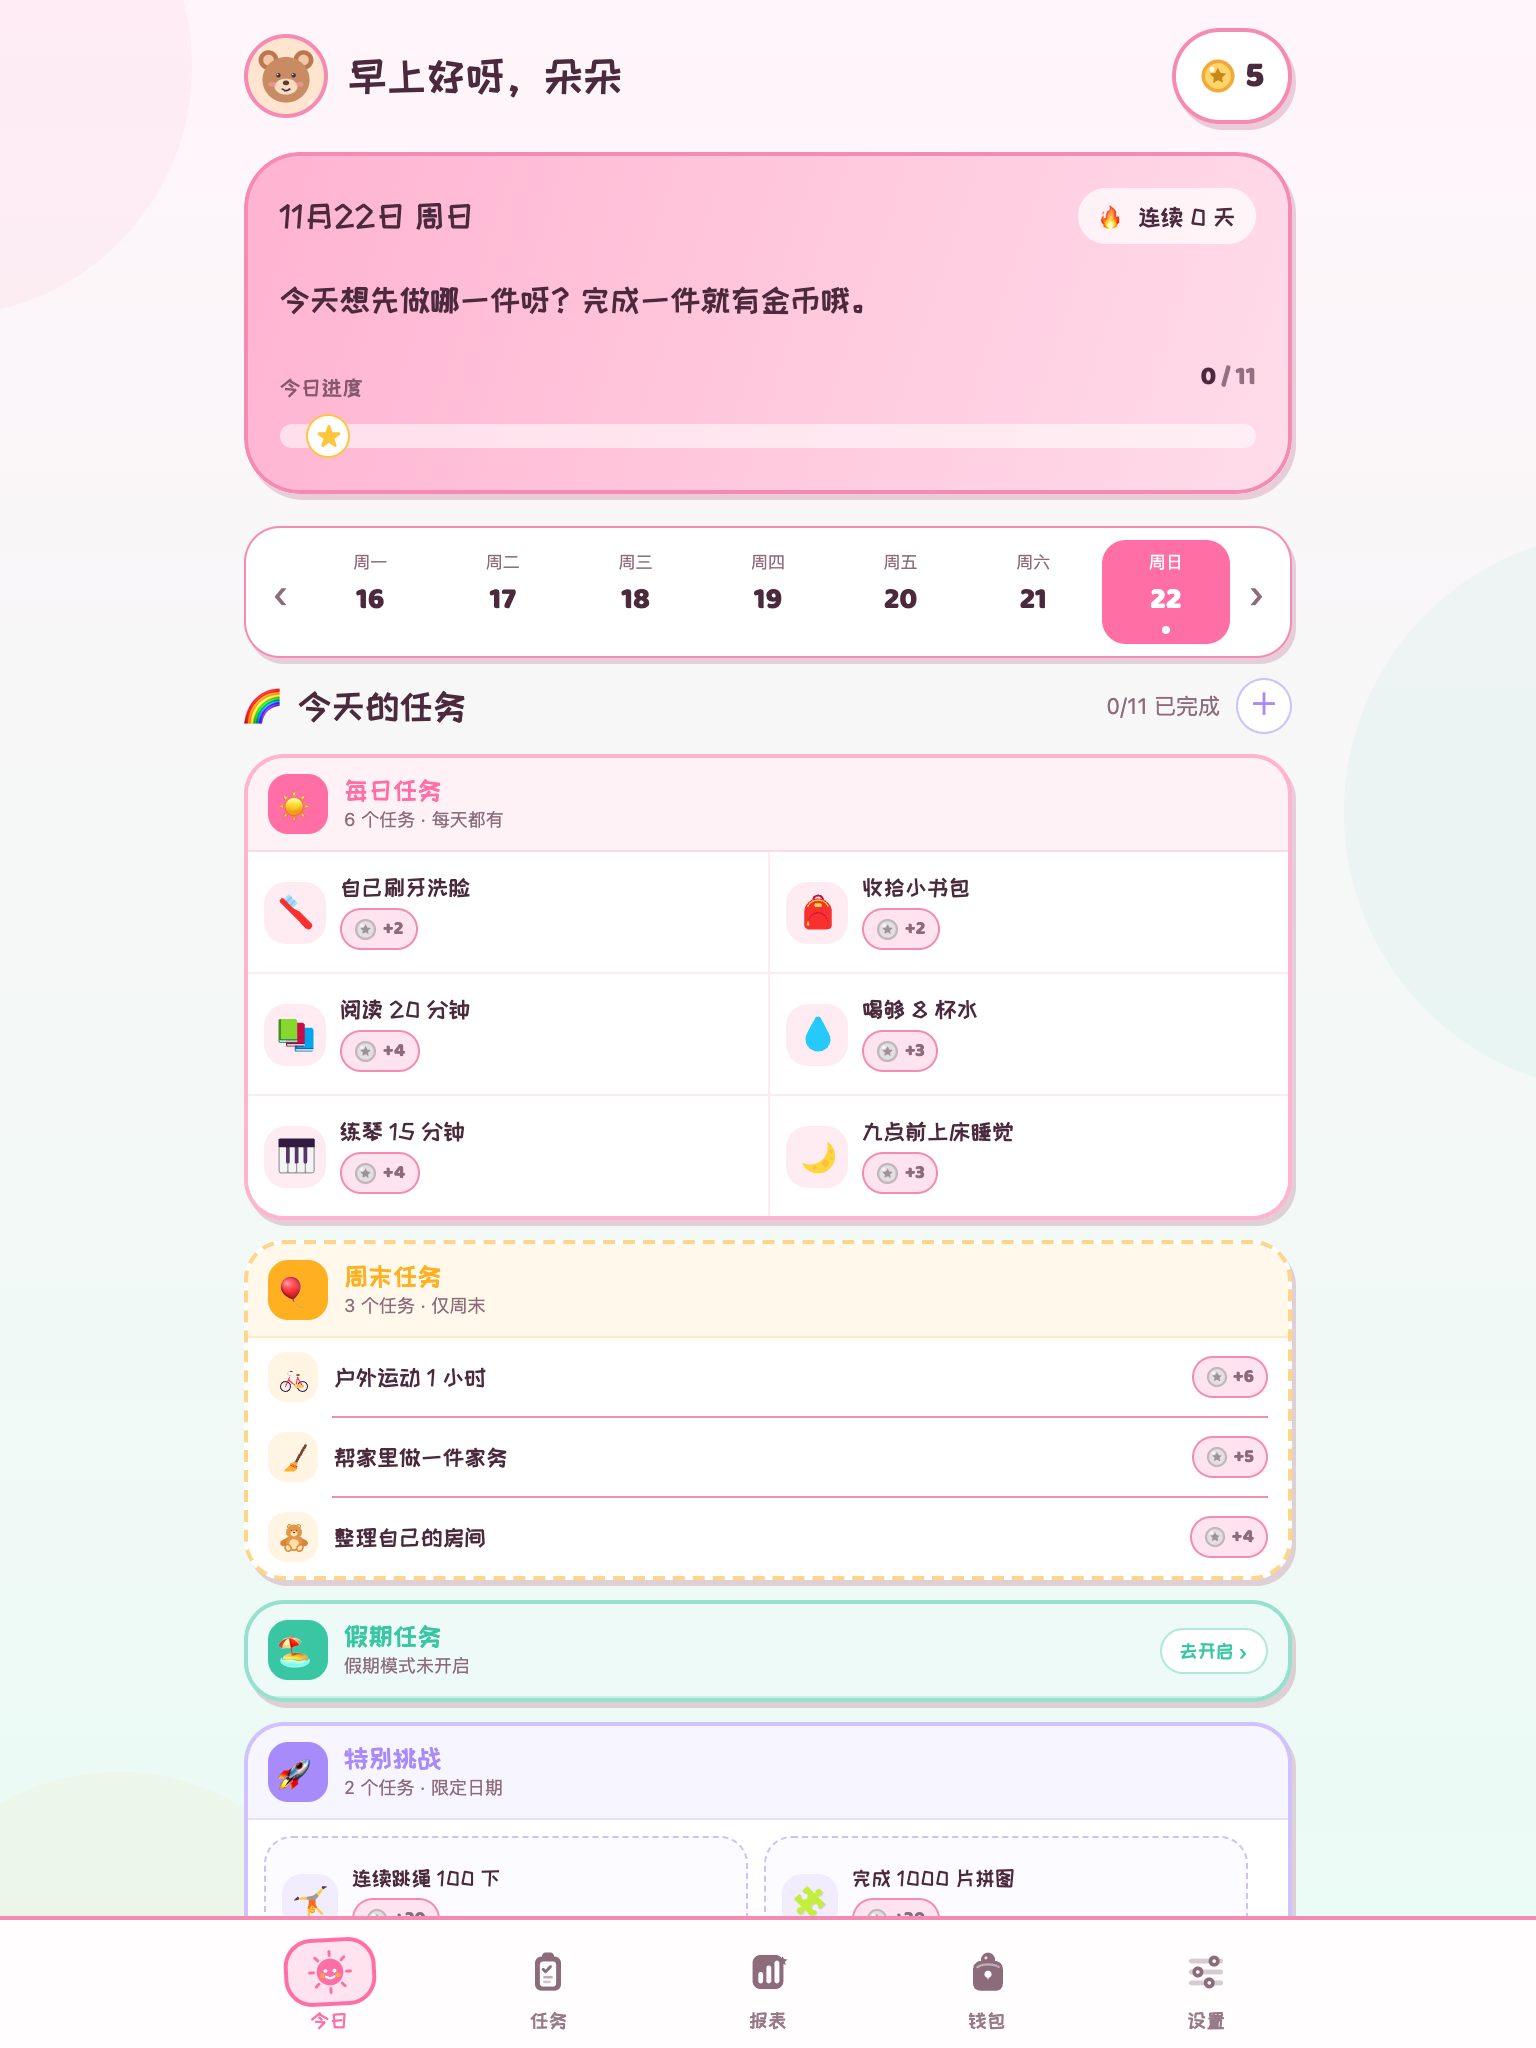 早上好呀，朵朵
5
11月22日 周日
连续 0 天
今天想先做哪一件呀？完成一件就有金币哦。
今日进度
0/11
周一 周二 周三 周四 周五 周六 周日
‹ 16 17 18 19 20 21 22 ›
今天的任务
0/11 已完成
每日任务
6 个任务 · 每天都有
自己刷牙洗脸
+2
收拾小书包
+2
阅读 20 分钟
+4
喝够 8 杯水
+3
练琴 15 分钟
+4
九点前上床睡觉
+3
周末任务
3 个任务 · 仅周末
户外运动 1 小时
+6
帮家里做一件家务
+5
整理自己的房间
+4
假期任务
假期模式未开启
去开启 ›
特别挑战
2 个任务 · 限定日期
连续跳绳 100 下
完成 1000 片拼图
今日
任务
报表
钱包
设置